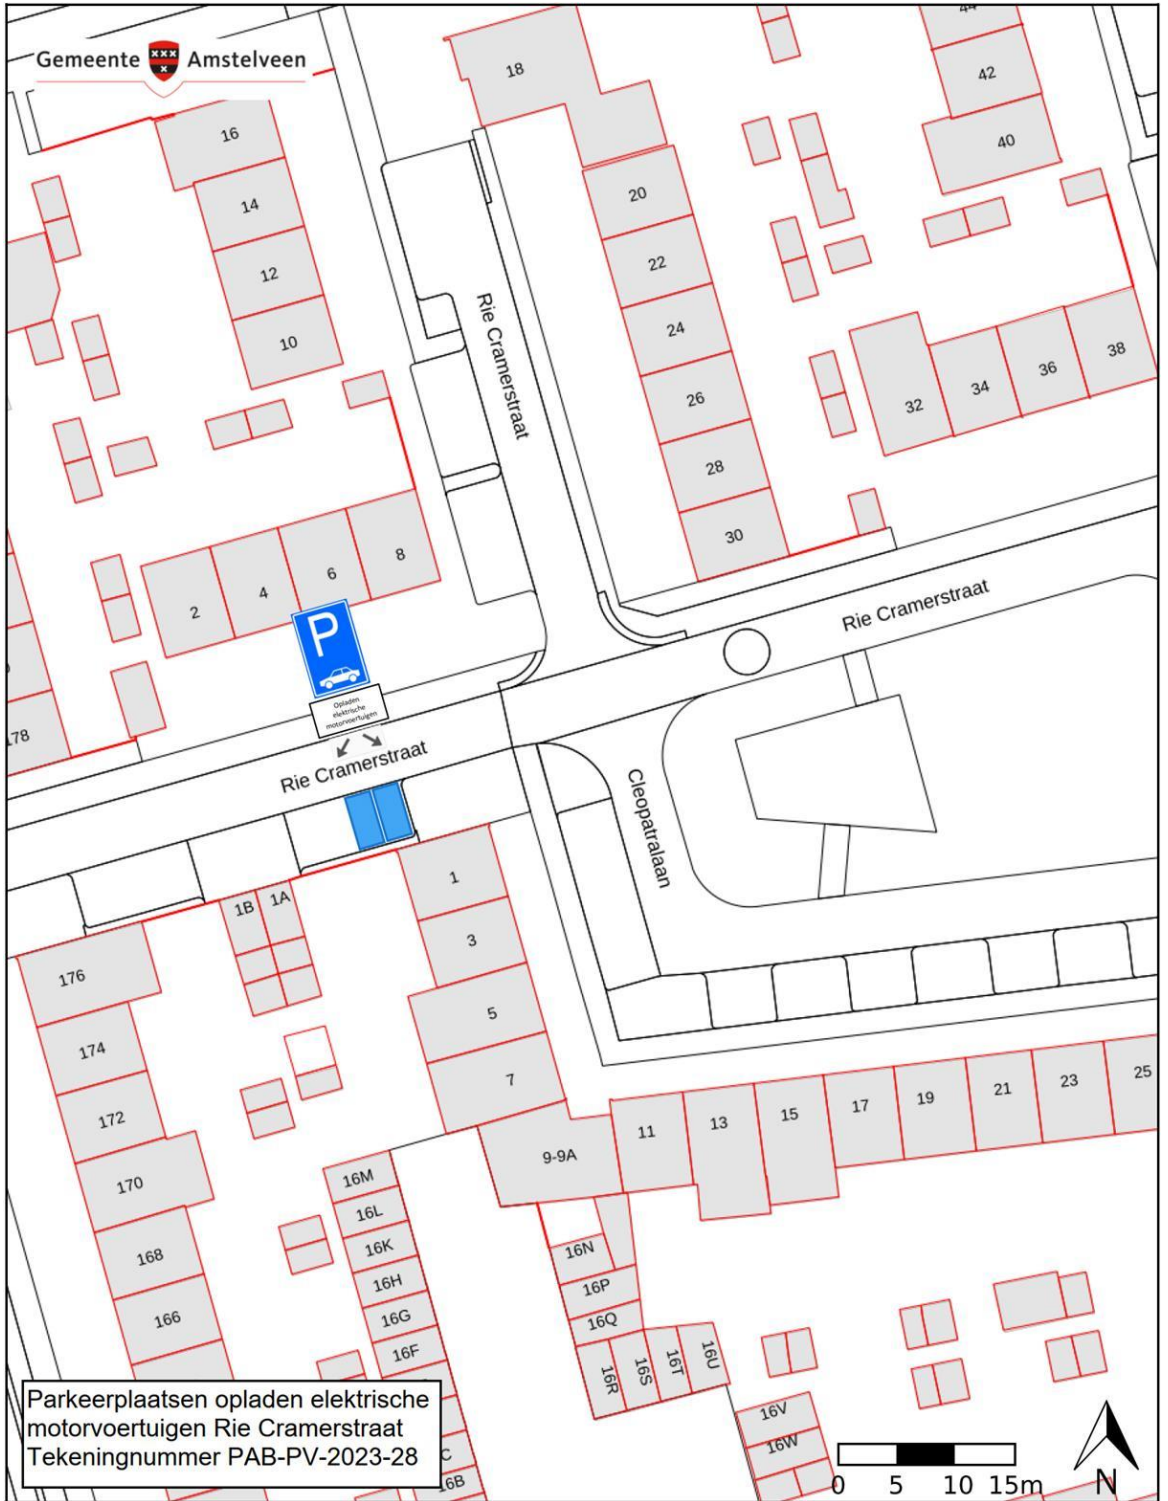 Gemeente Amstelveen
44
18
42
16
40
20
14
22
12
Rie Cramerstraat
24
10
38
36
34
26
32
28
30
8
6
4
2
Rie Cramerstraat
P
Opladen
elektrische
motorvoertuigen
178
Rie Cramerstraat
Cleopatralaan
1
1A
1B
3
176
5
174
7
25
23
21
19
17
15
13
11
172
9-9A
16M
170
16L
16K
16N
168
16H
16P
16G
16Q
166
16F
16R
16S
16T
16U
16V
16W
C
16B
Parkeerplaatsen opladen elektrische
motorvoertuigen Rie Cramerstraat
Tekeningnummer PAB-PV-2023-28
0 5 10 15m
N